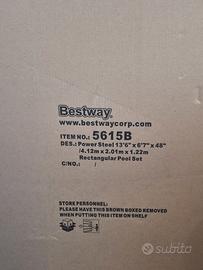 Bestway®
www.bestwaycorp.com
ITEM NO.: 5615B
DES.: Power Steel 13'6" x 6'7" x 48"
/4.12m x 2.01m x 1.22m
Rectangular Pool Set
C/NO.: /
STORE PERSONNEL:
PLEASE HAVE THIS BROWN BOXED REMOVED
WHEN PUTTING THIS ITEM ON SHELF
subito